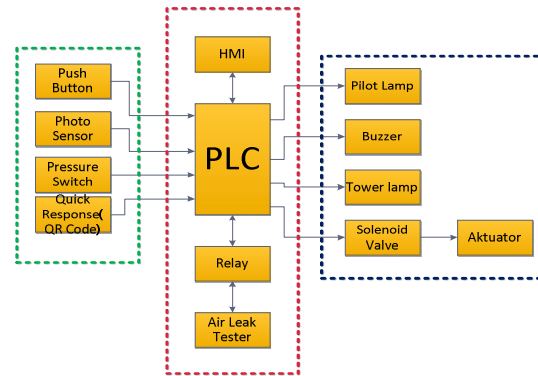 Push
Button
Photo
Sensor
Pressure
Switch
Quick
Response(
QR Code)
HMI
PLC
Relay
Air Leak
Tester
Pilot Lamp
Buzzer
Tower lamp
Solenoid
Valve
Aktuator